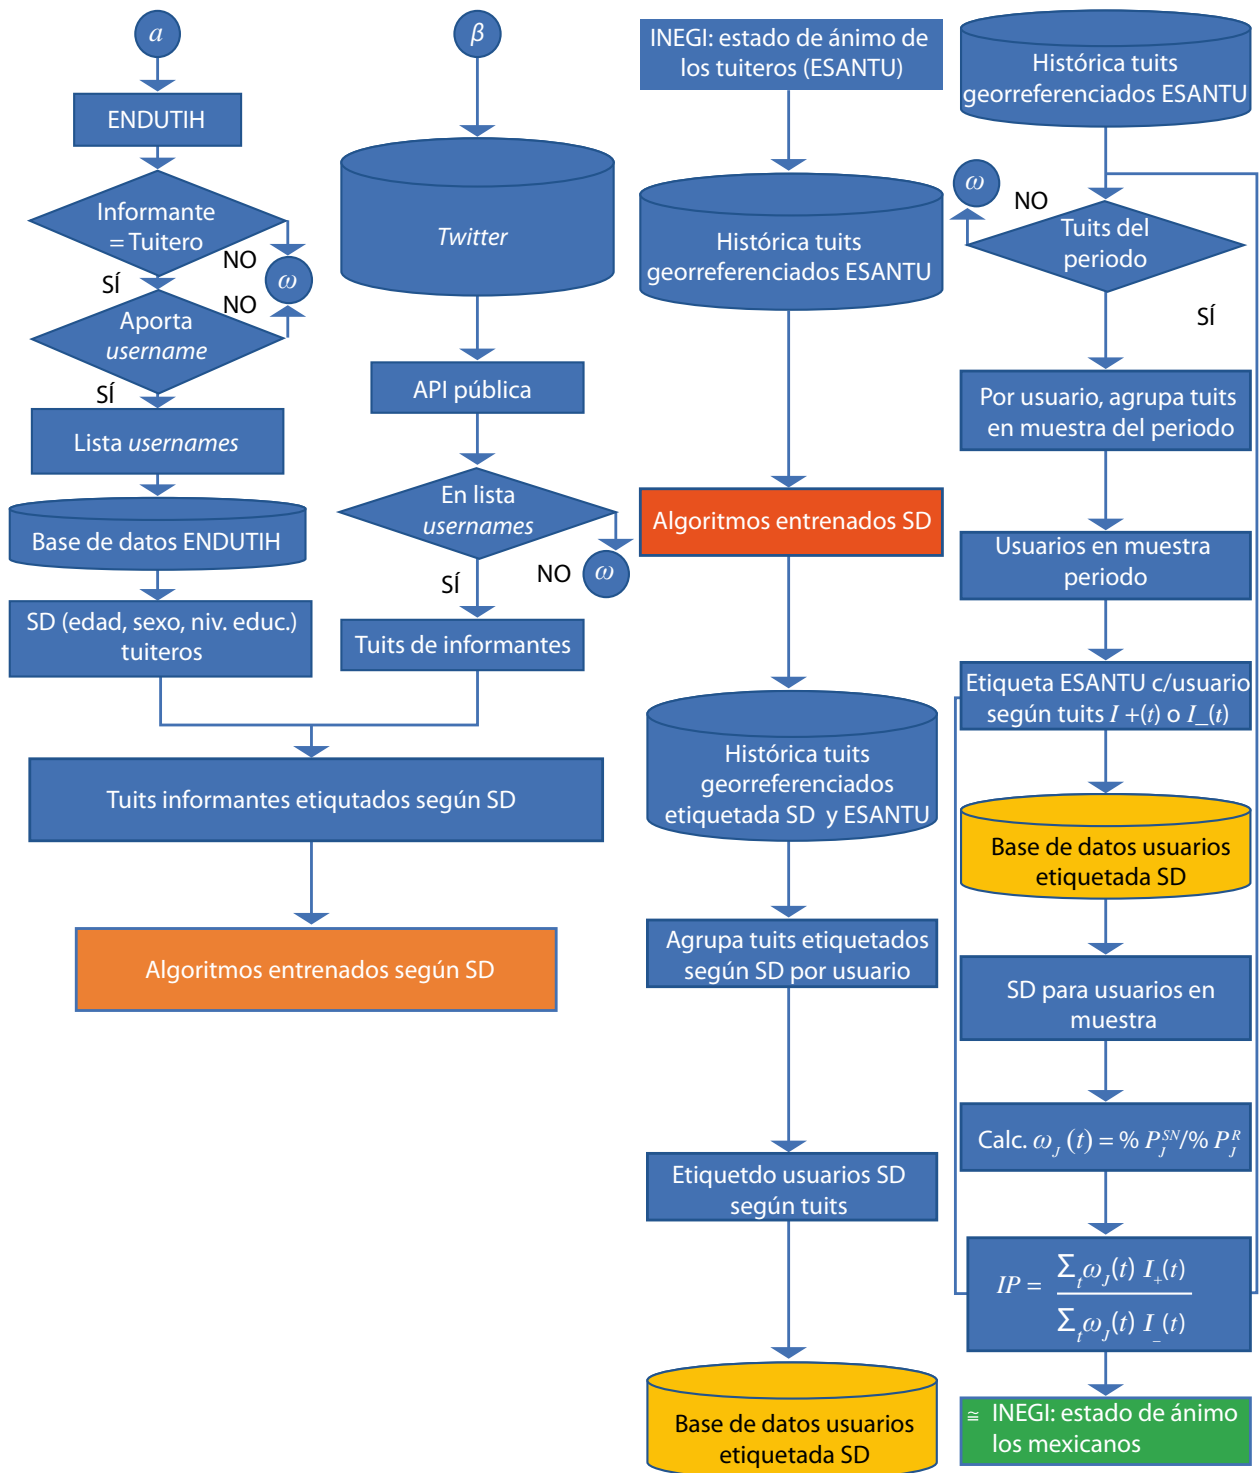 a
ENDUTIH
Informante
= Tuitero
NO
SÍ
ω
NO
Aporta
username
SÍ
Lista usernames
Base de datos ENDUTIH
SD (edad, sexo, niv. educ.)
tuiteros
β
Twitter
API pública
En lista
usernames
SÍ
NO
ω
Tuits de informantes
Tuits informantes etiqutados según SD
Algoritmos entrenados según SD
INEGI: estado de ánimo de
los tuiteros (ESANTU)
Histórica tuits
georreferenciados ESANTU
Algoritmos entrenados SD
Histórica tuits
georreferenciados
etiquetada SD y ESANTU
Agrupa tuits etiquetados
según SD por usuario
Etiquetdo usuarios SD
según tuits
Base de datos usuarios
etiquetada SD
Histórica tuits
georreferenciados ESANTU
ω
NO
Tuits del
periodo
SÍ
Por usuario, agrupa tuits
en muestra del periodo
Usuarios en muestra
periodo
Etiqueta ESANTU c/usuario
según tuits I +(t) o I_(t)
Base de datos usuarios
etiquetada SD
SD para usuarios en
muestra
Calc. ω_J (t) = % P_J^SN/% P_J^R
IP = Σ_t ω_J(t) I_+(t)
Σ_t ω_J(t) I_-(t)
≅ INEGI: estado de ánimo
los mexicanos